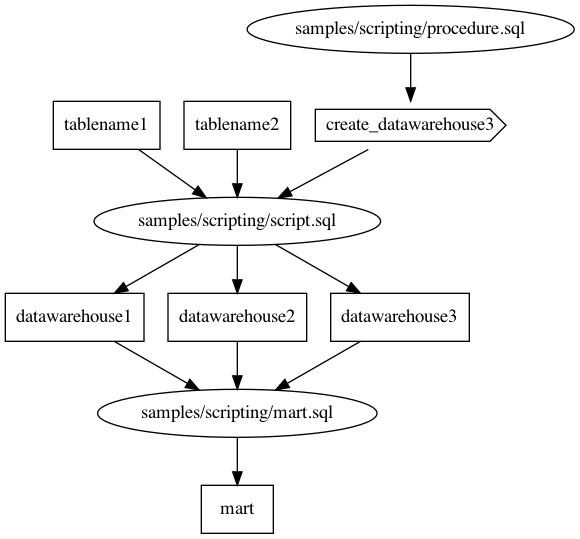 samples/scripting/procedure.sql
tablename1
tablename2
create_datawarehouse3
samples/scripting/script.sql
datawarehouse1
datawarehouse2
datawarehouse3
samples/scripting/mart.sql
mart